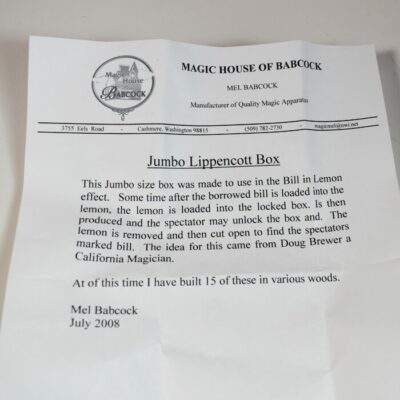 Magic House
of
BABCOCK
MAGIC HOUSE OF BABCOCK
MEL BABCOCK
Manufacturer of Quality Magic Apparatus
3755 Eels Road - Cashmere, Washington 98815 - (509) 782-2730 - magicmel@nwi.net
Jumbo Lippencott Box
This Jumbo size box was made to use in the Bill in Lemon
effect. Some time after the borrowed bill is loaded into the
lemon, the lemon is loaded into the locked box. Is then
produced and the spectator may unlock the box and. The
lemon is removed and then cut open to find the spectators
marked bill. The idea for this came from Doug Brewer a
California Magician.
At of this time I have built 15 of these in various woods.
Mel Babcock
July 2008